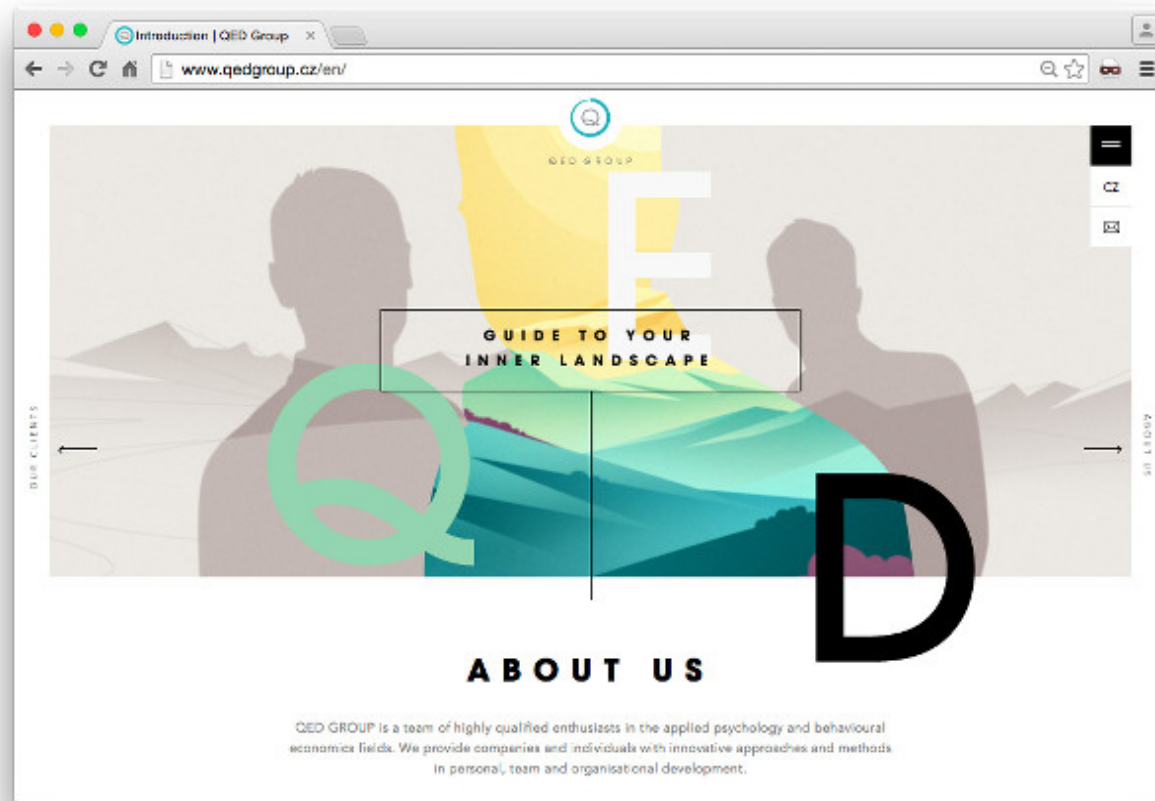 Introduction | QED Group
www.qedgroup.cz/en/
QED GROUP
E
CZ
GUIDE TO YOUR
INNER LANDSCAPE
OUR CLIENTS
ABOUT US
Q
D
ABOUT US
QED GROUP is a team of highly qualified enthusiasts in the applied psychology and behavioural
economics fields. We provide companies and individuals with innovative approaches and methods
in personal, team and organisational development.